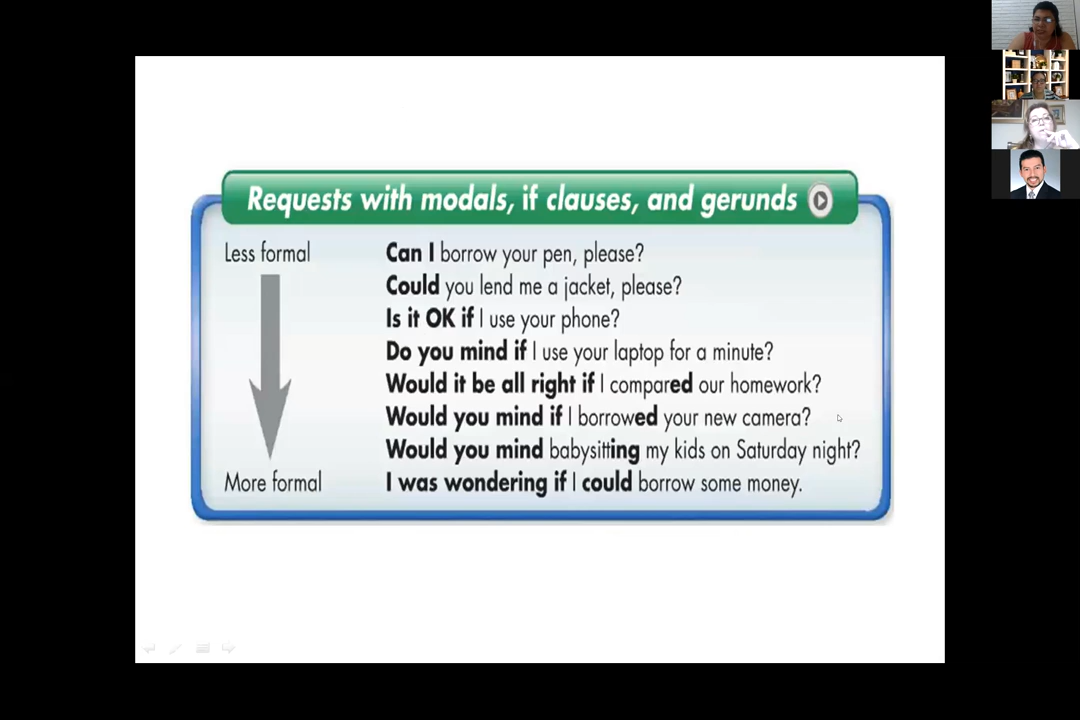 Requests with modals, if clauses, and gerunds
Less formal
Can I borrow your pen, please?
Could you lend me a jacket, please?
Is it OK if I use your phone?
Do you mind if I use your laptop for a minute?
Would it be all right if I compared our homework?
Would you mind if I borrowed your new camera?
Would you mind babysitting my kids on Saturday night?
More formal
I was wondering if I could borrow some money.